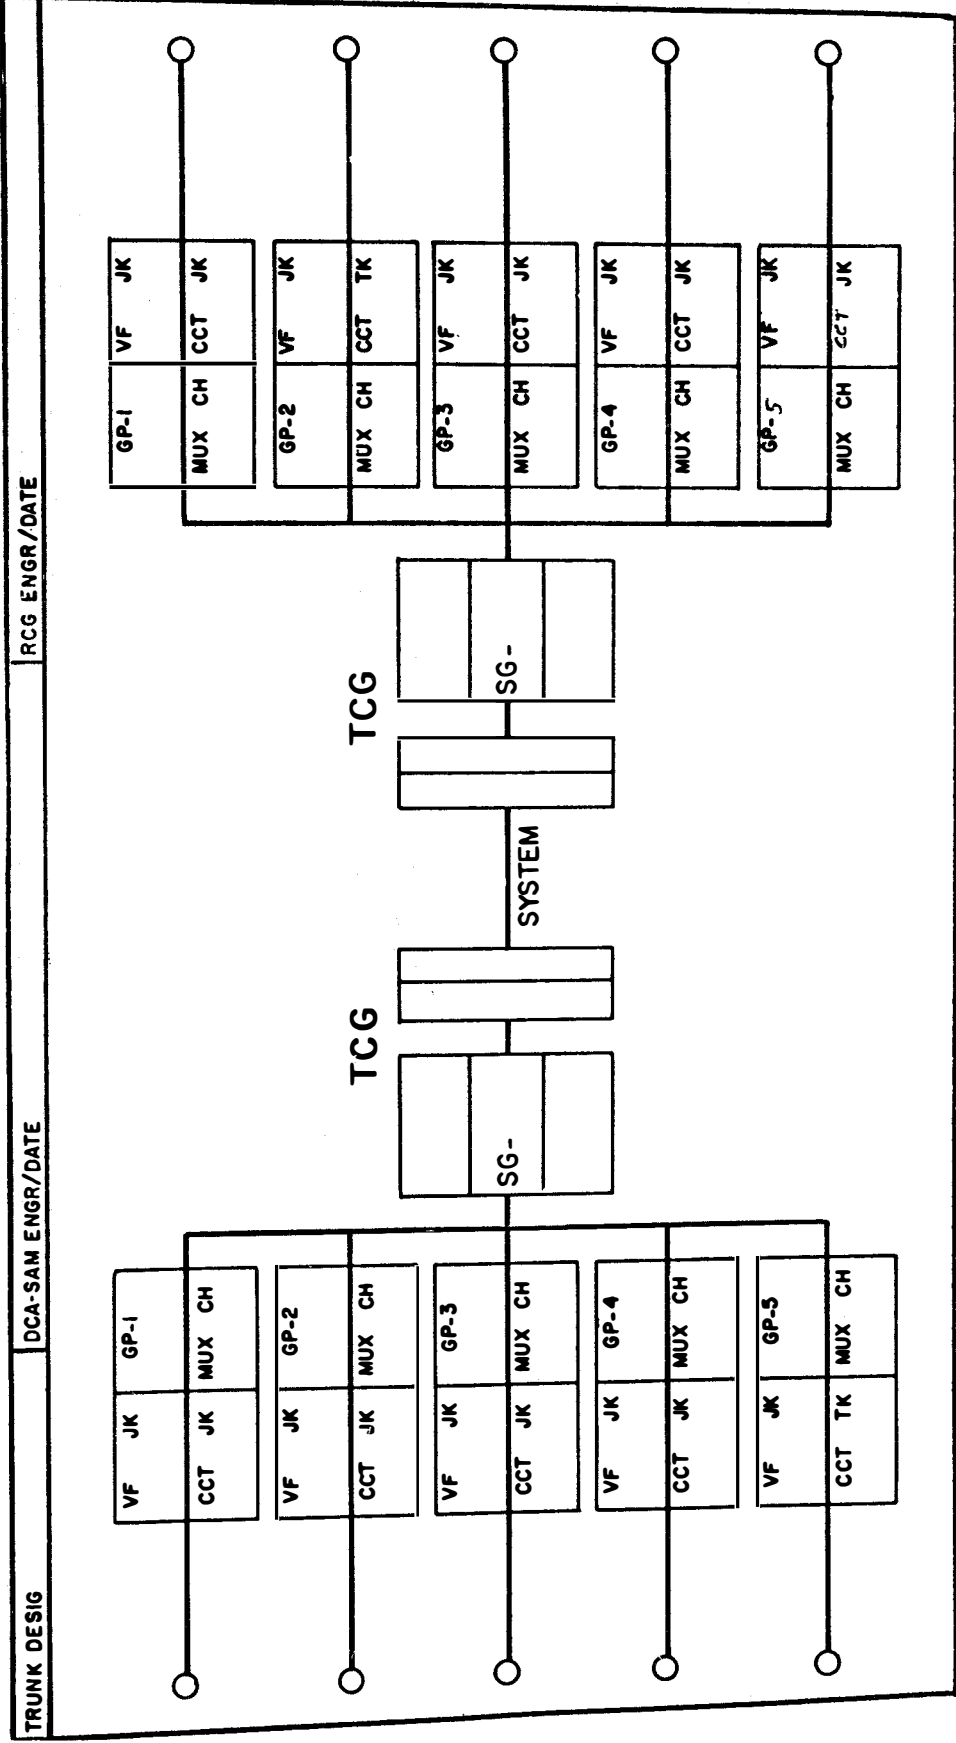 TRUNK DESIG
DCA-SAM ENGR/DATE
RCG ENGR/DATE
VF JK GP-1
GP-1 VF JK
CCT JK MUX CH
MUX CH CCT JK
VF JK GP-2
GP-2 VF JK
CCT JK MUX CH
TCG
TCG
MUX CH CCT TK
VF JK GP-3
GP-3 VF JK
SG-
SG-
CCT JK MUX CH
SYSTEM
MUX CH CCT JK
VF JK GP-4
GP-4 VF JK
CCT JK MUX CH
MUX CH CCT JK
VF JK GP-5
GP-5 VF JK
CCT TK MUX CH
MUX CH CCT JK